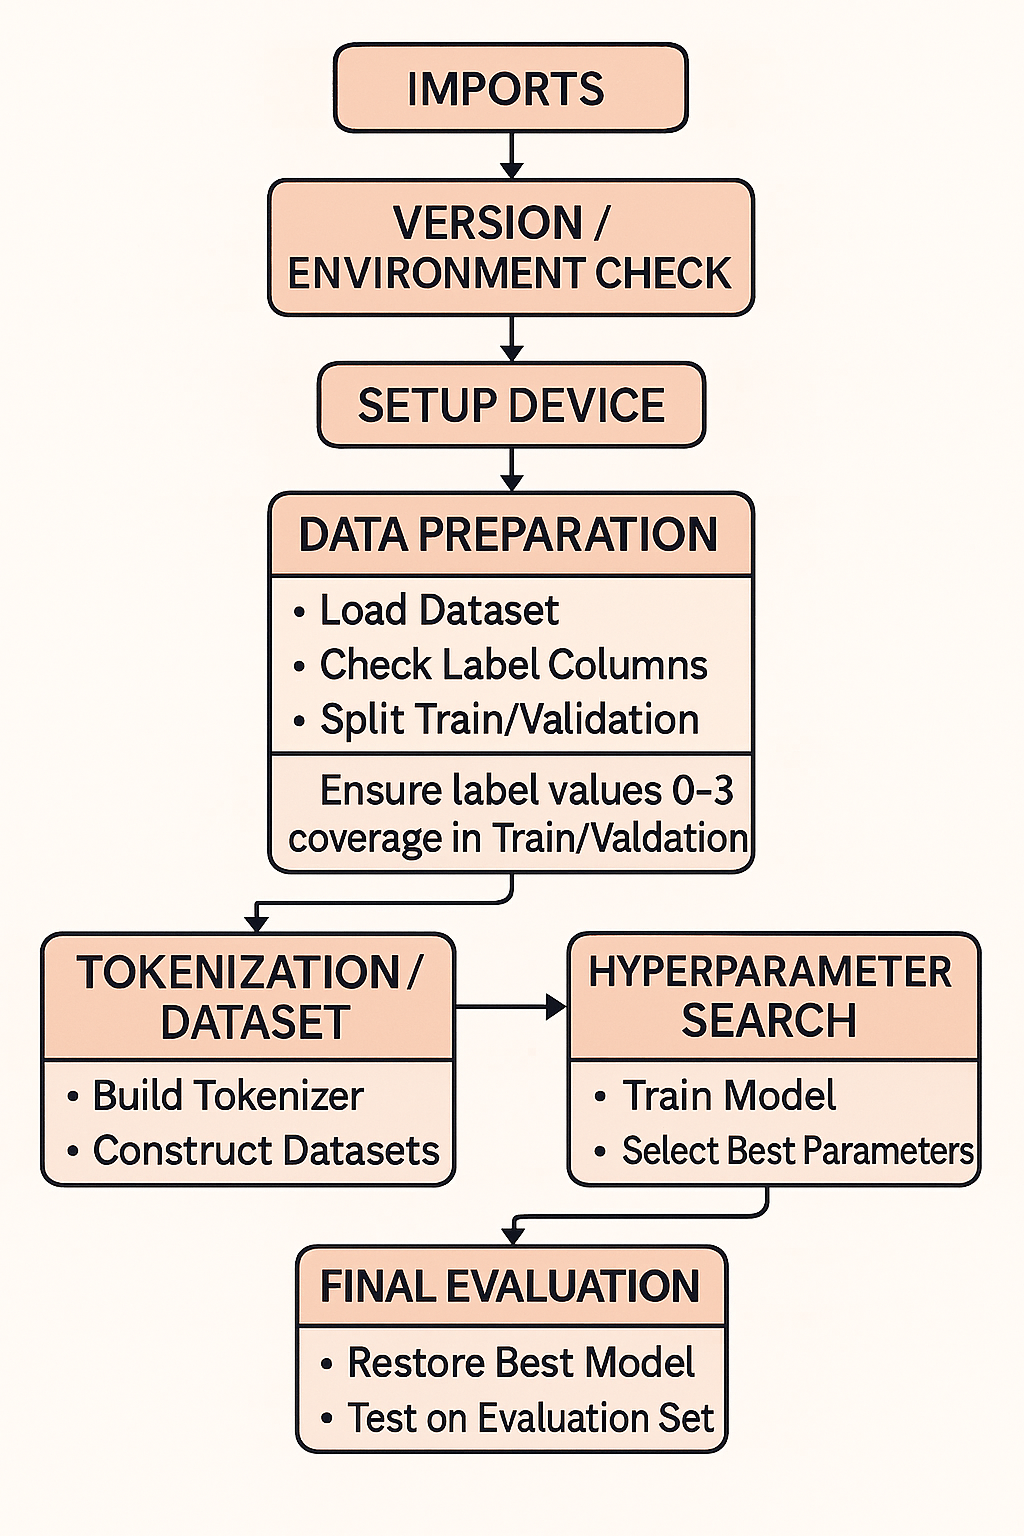 IMPORTS
VERSION /
ENVIRONMENT CHECK
SETUP DEVICE
DATA PREPARATION
• Load Dataset
• Check Label Columns
• Split Train/Validation
Ensure label values 0–3
coverage in Train/Valdation
TOKENIZATION /
DATASET
• Build Tokenizer
• Construct Datasets
HYPERPARAMETER
SEARCH
• Train Model
• Select Best Parameters
FINAL EVALUATION
• Restore Best Model
• Test on Evaluation Set